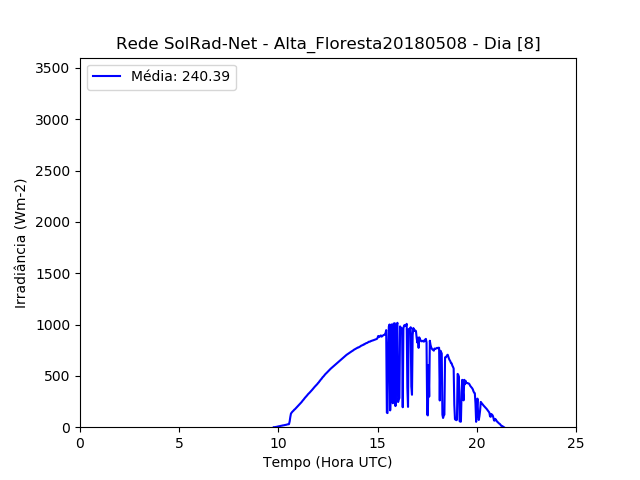 Rede SolRad-Net - Alta_Floresta20180508 - Dia [8]
Média: 240.39
3500
3000
2500
2000
1500
1000
500
0
Irradiância (Wm-2)
0 5 10 15 20 25
Tempo (Hora UTC)